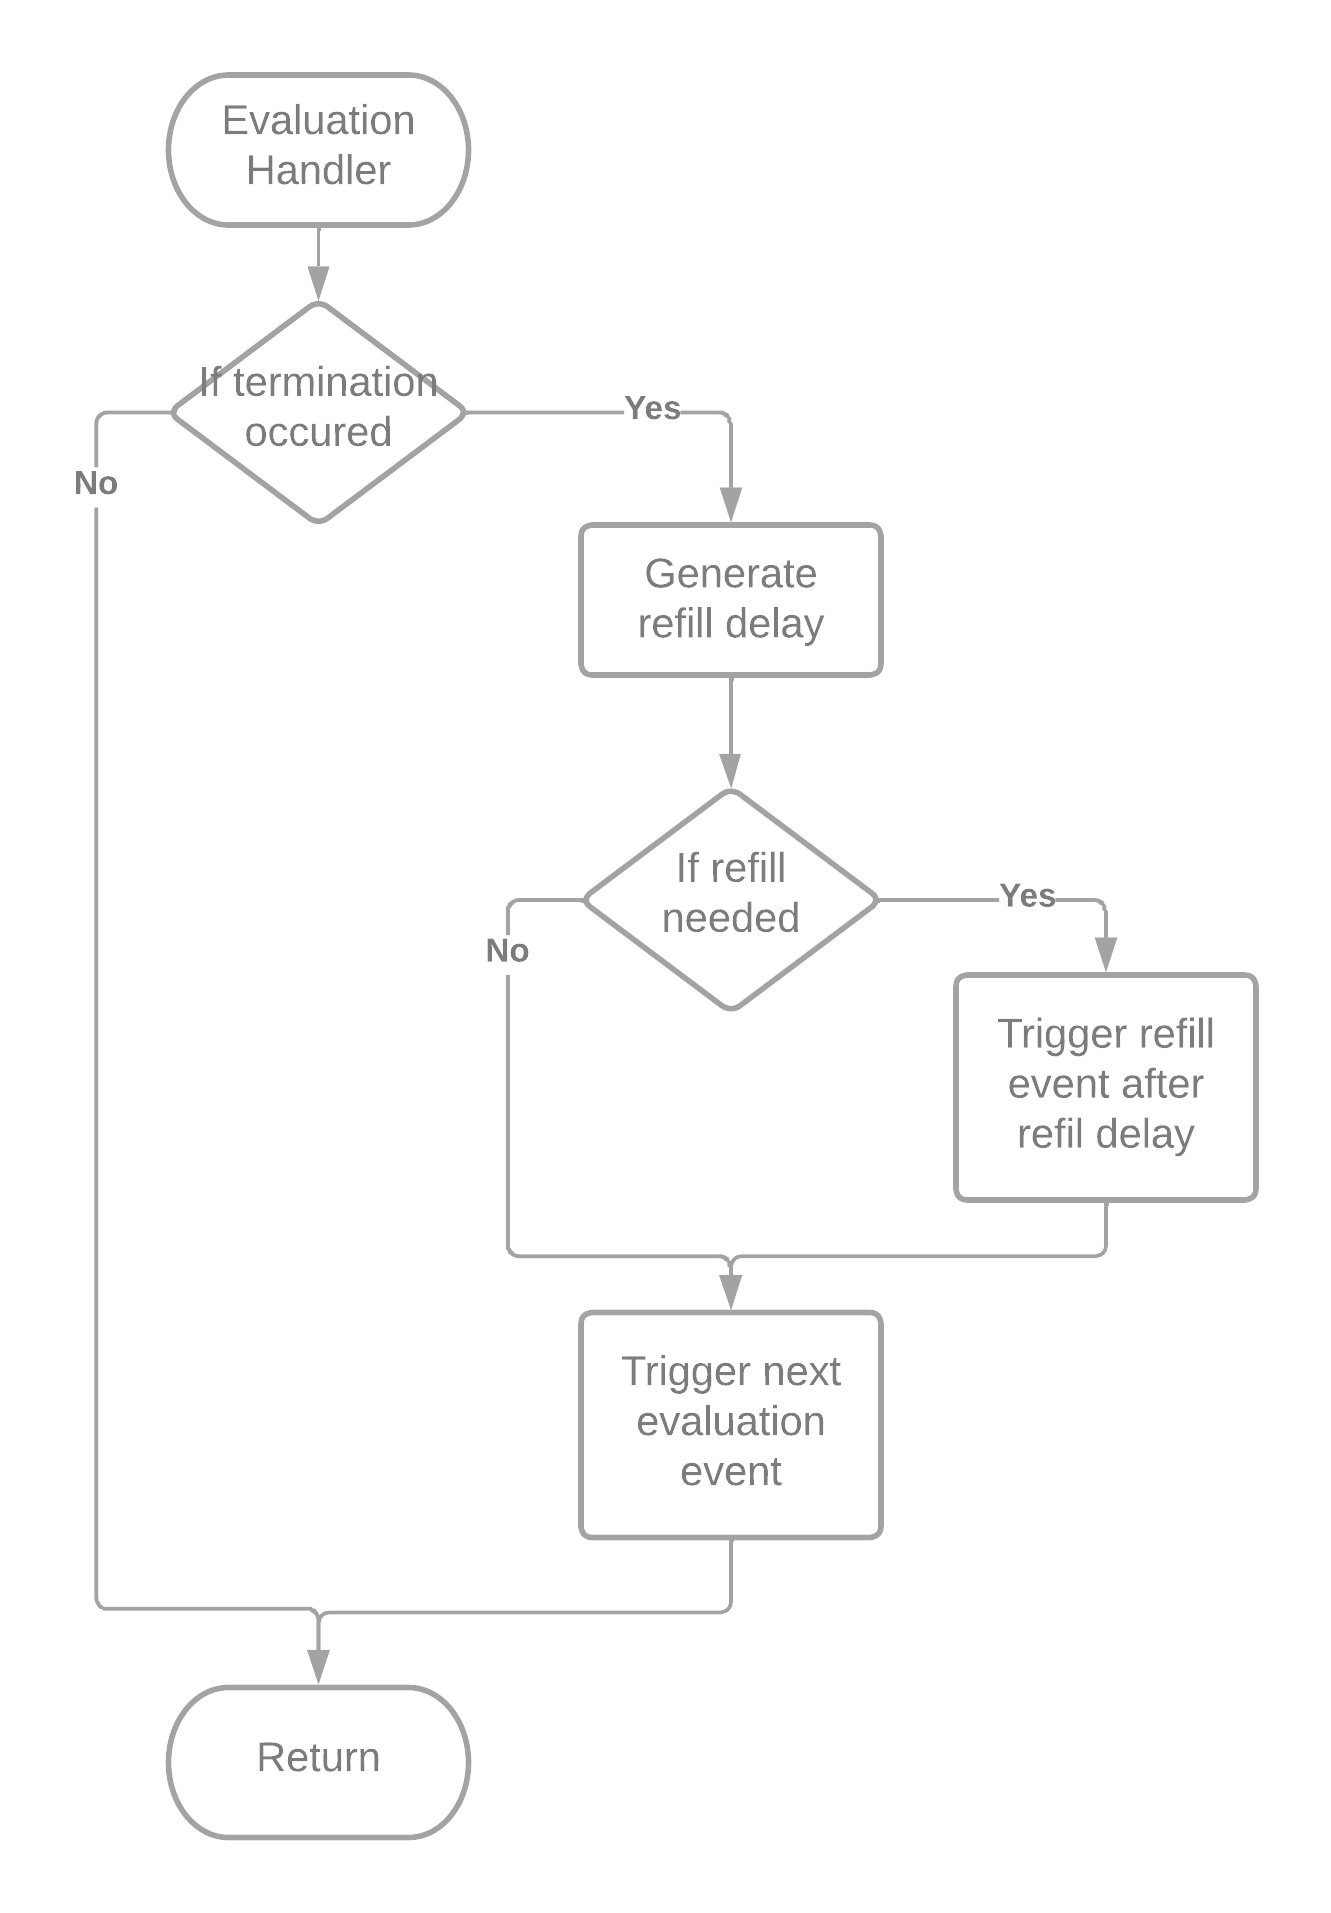 Evaluation
Handler
If termination
occured
Yes
No
Generate
refill delay
If refill
needed
Yes
No
Trigger refill
event after
refil delay
Trigger next
evaluation
event
Return